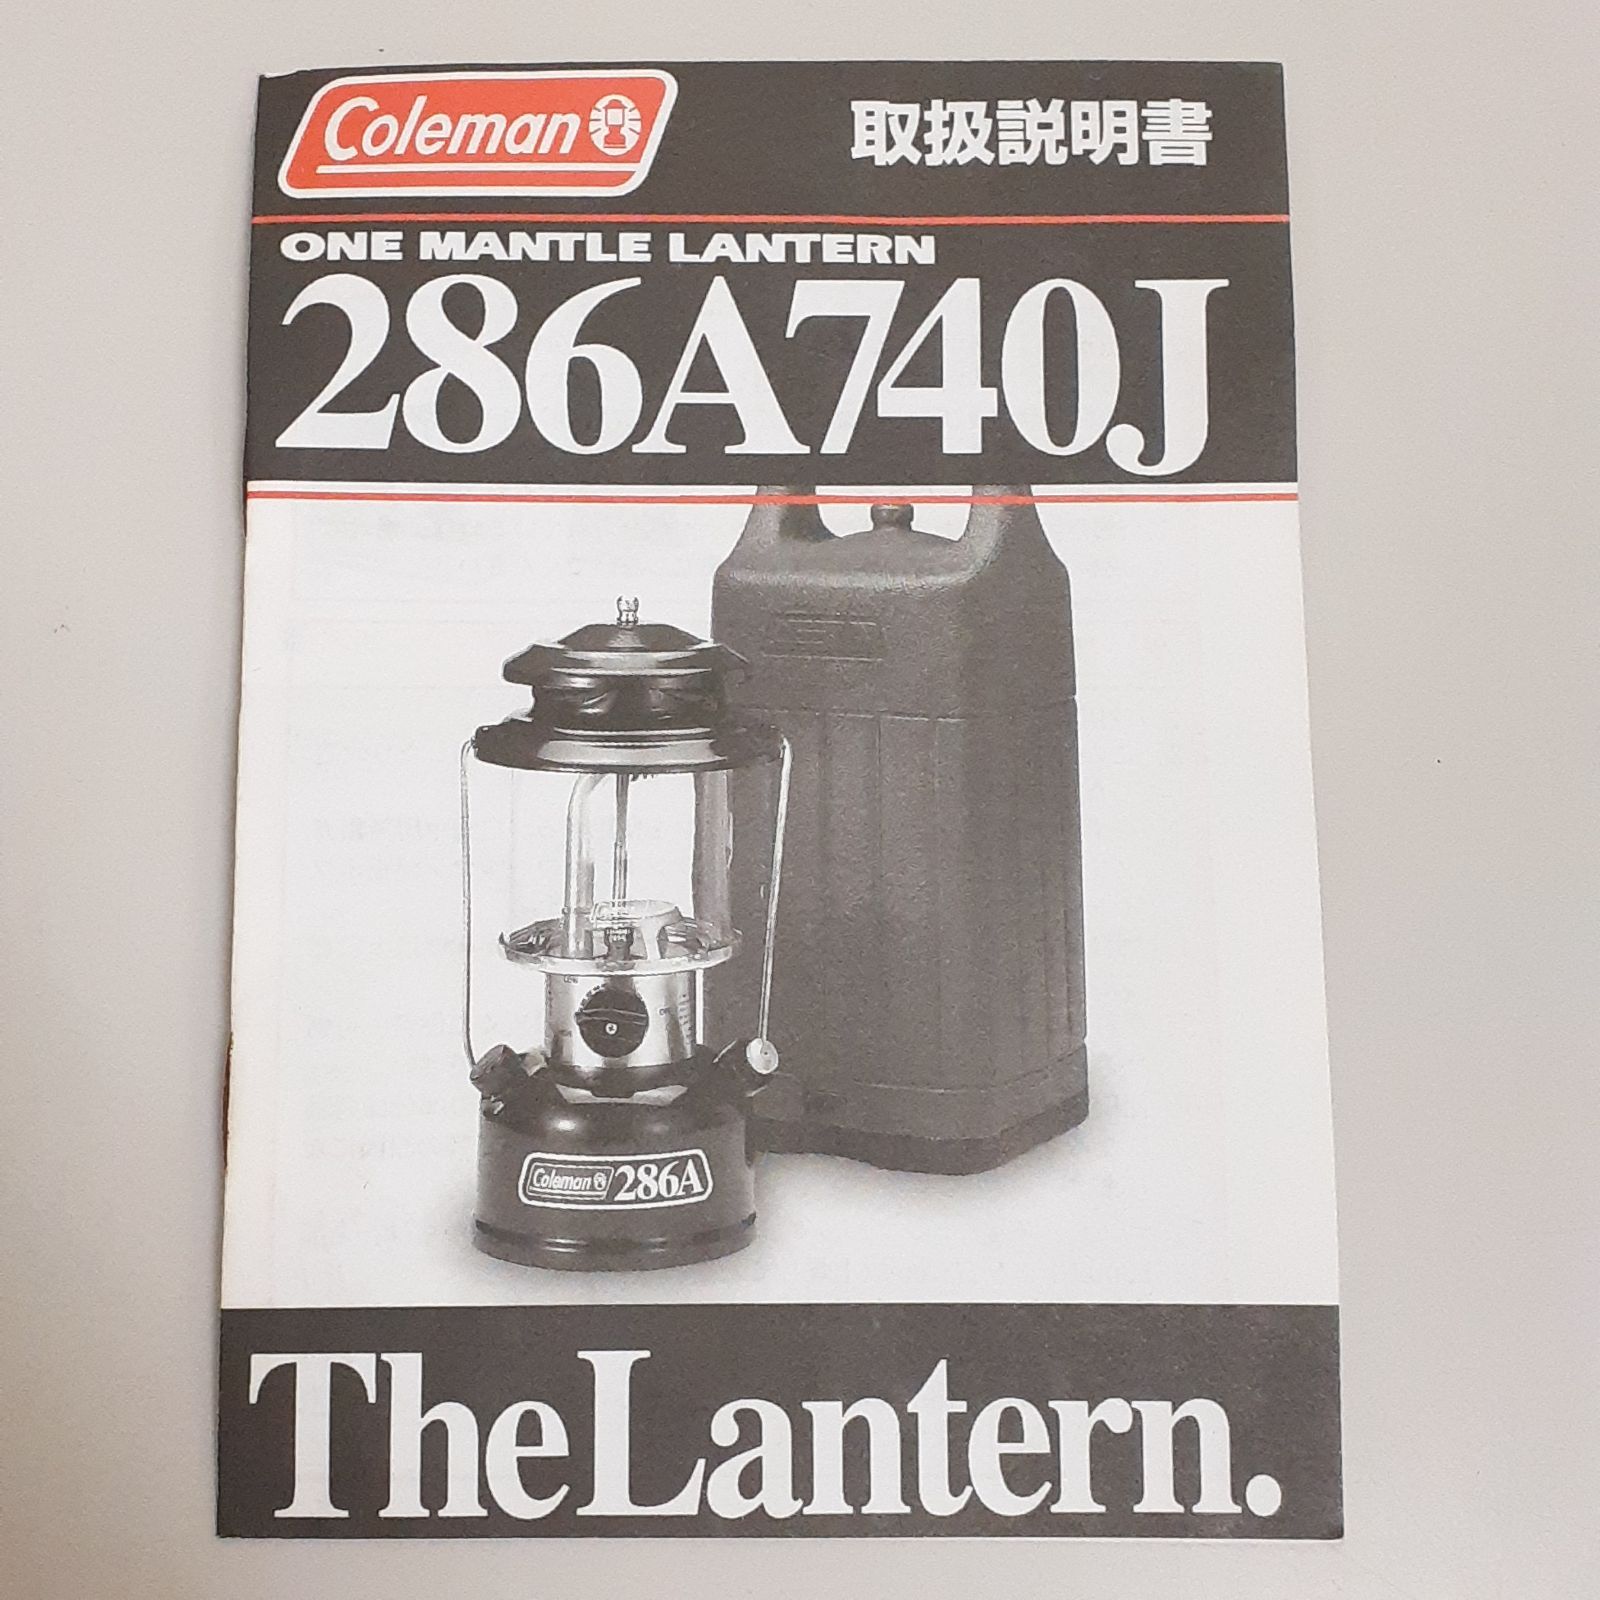 Coleman
取扱説明書
ONE MANTLE LANTERN
286A740J
Coleman 286A
The Lantern.